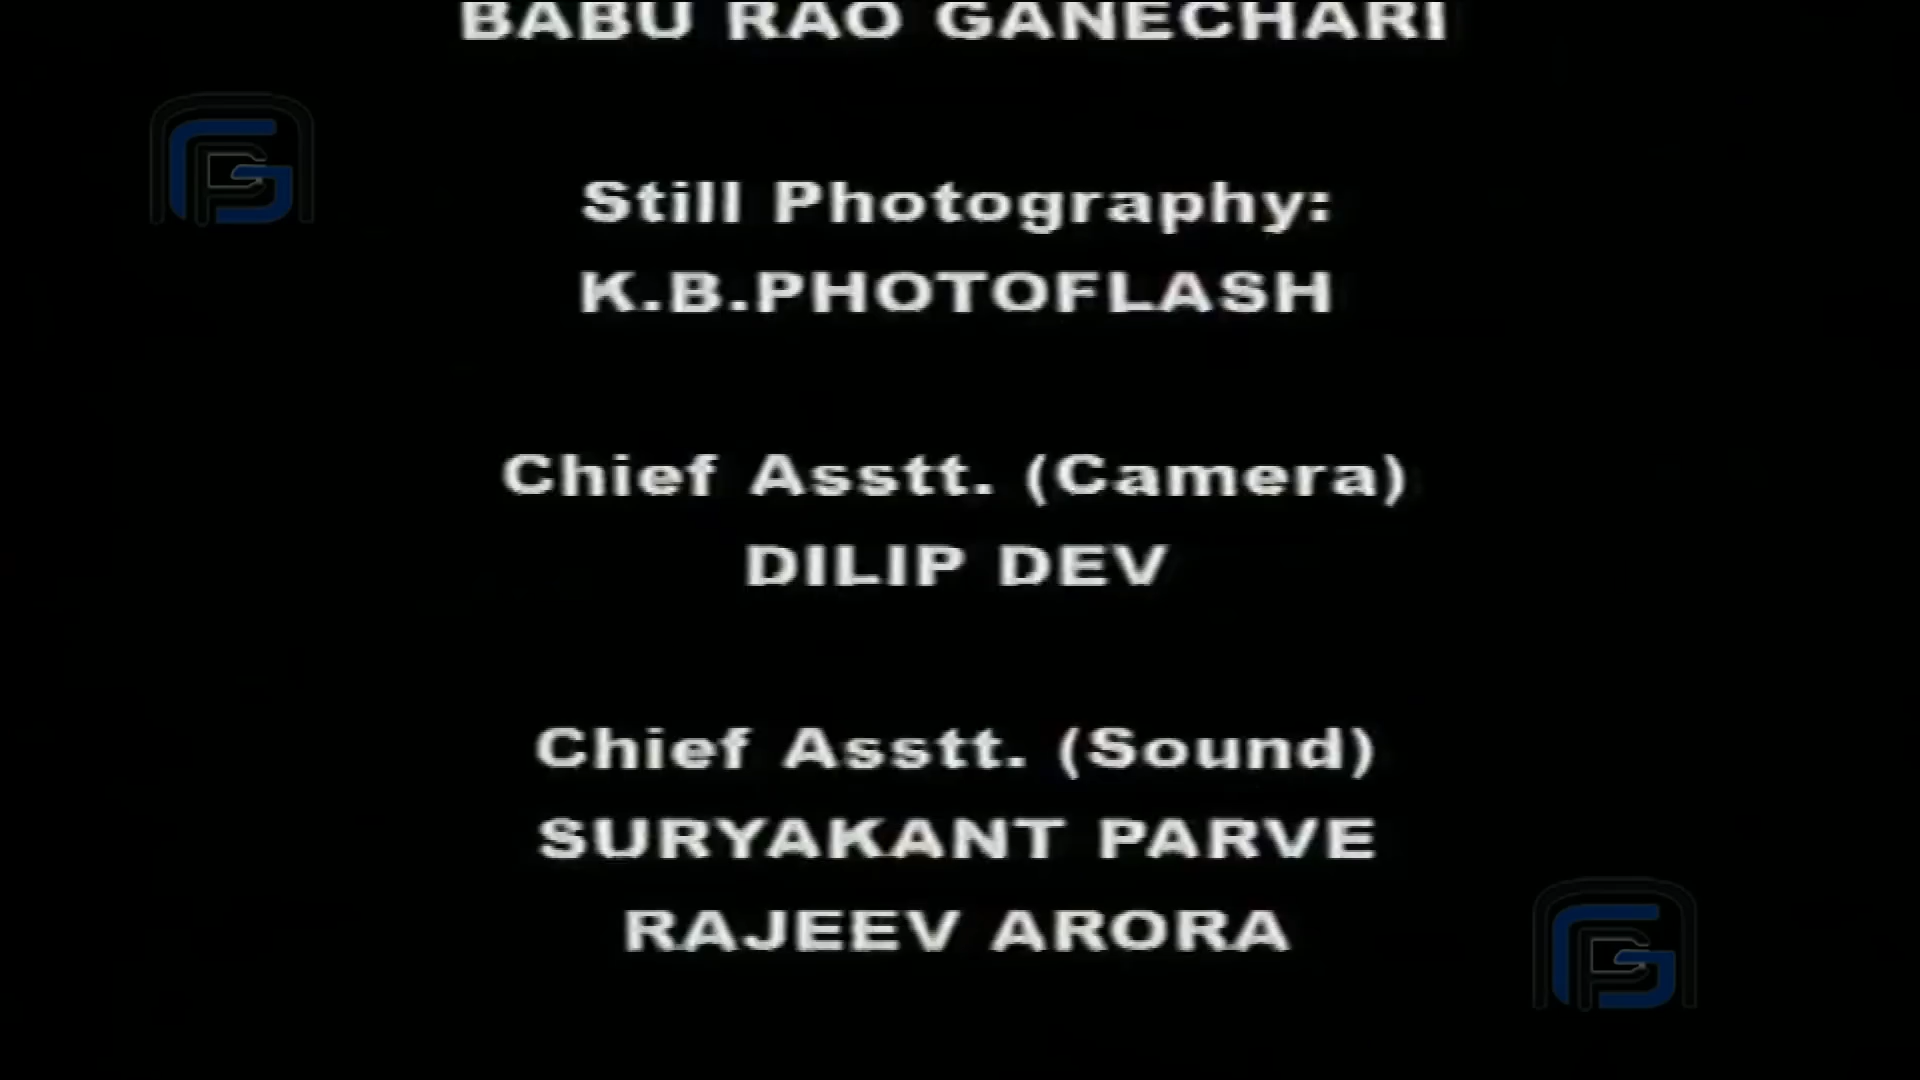 BABU RAO GANECHARI
Still Photography:
K.B.PHOTOFLASH
Chief Asstt. (Camera)
DILIP DEV
Chief Asstt. (Sound)
SURYAKANT PARVE
RAJEEV ARORA